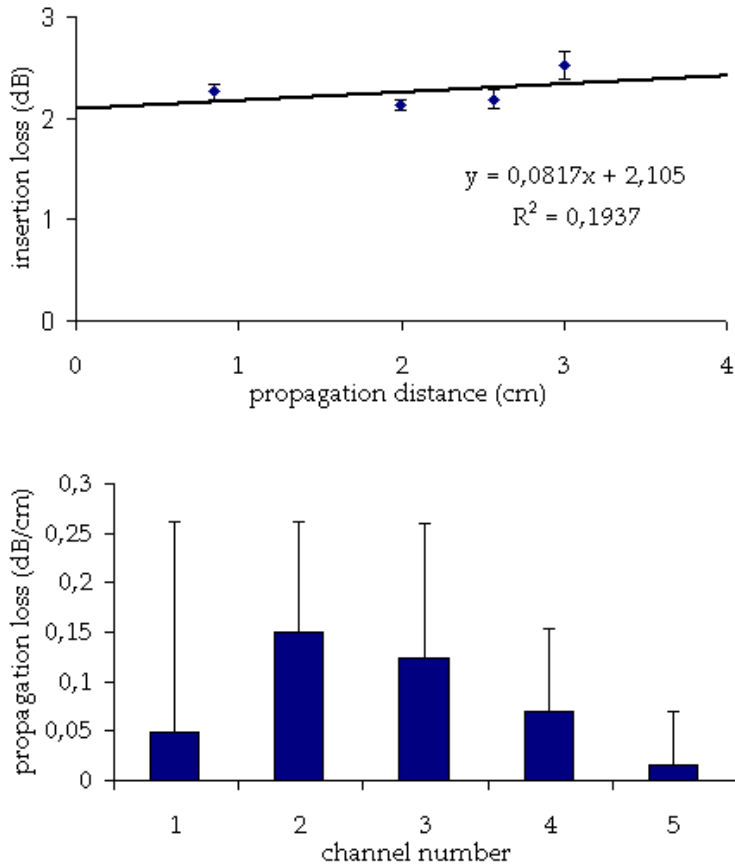 3
2
1
0
insertion loss (dB)
y = 0,0817x + 2,105
R² = 0,1937
0 1 2 3 4
propagation distance (cm)
0,3
0,25
0,2
0,15
0,1
0,05
0
propagation loss (dB/cm)
1 2 3 4 5
channel number